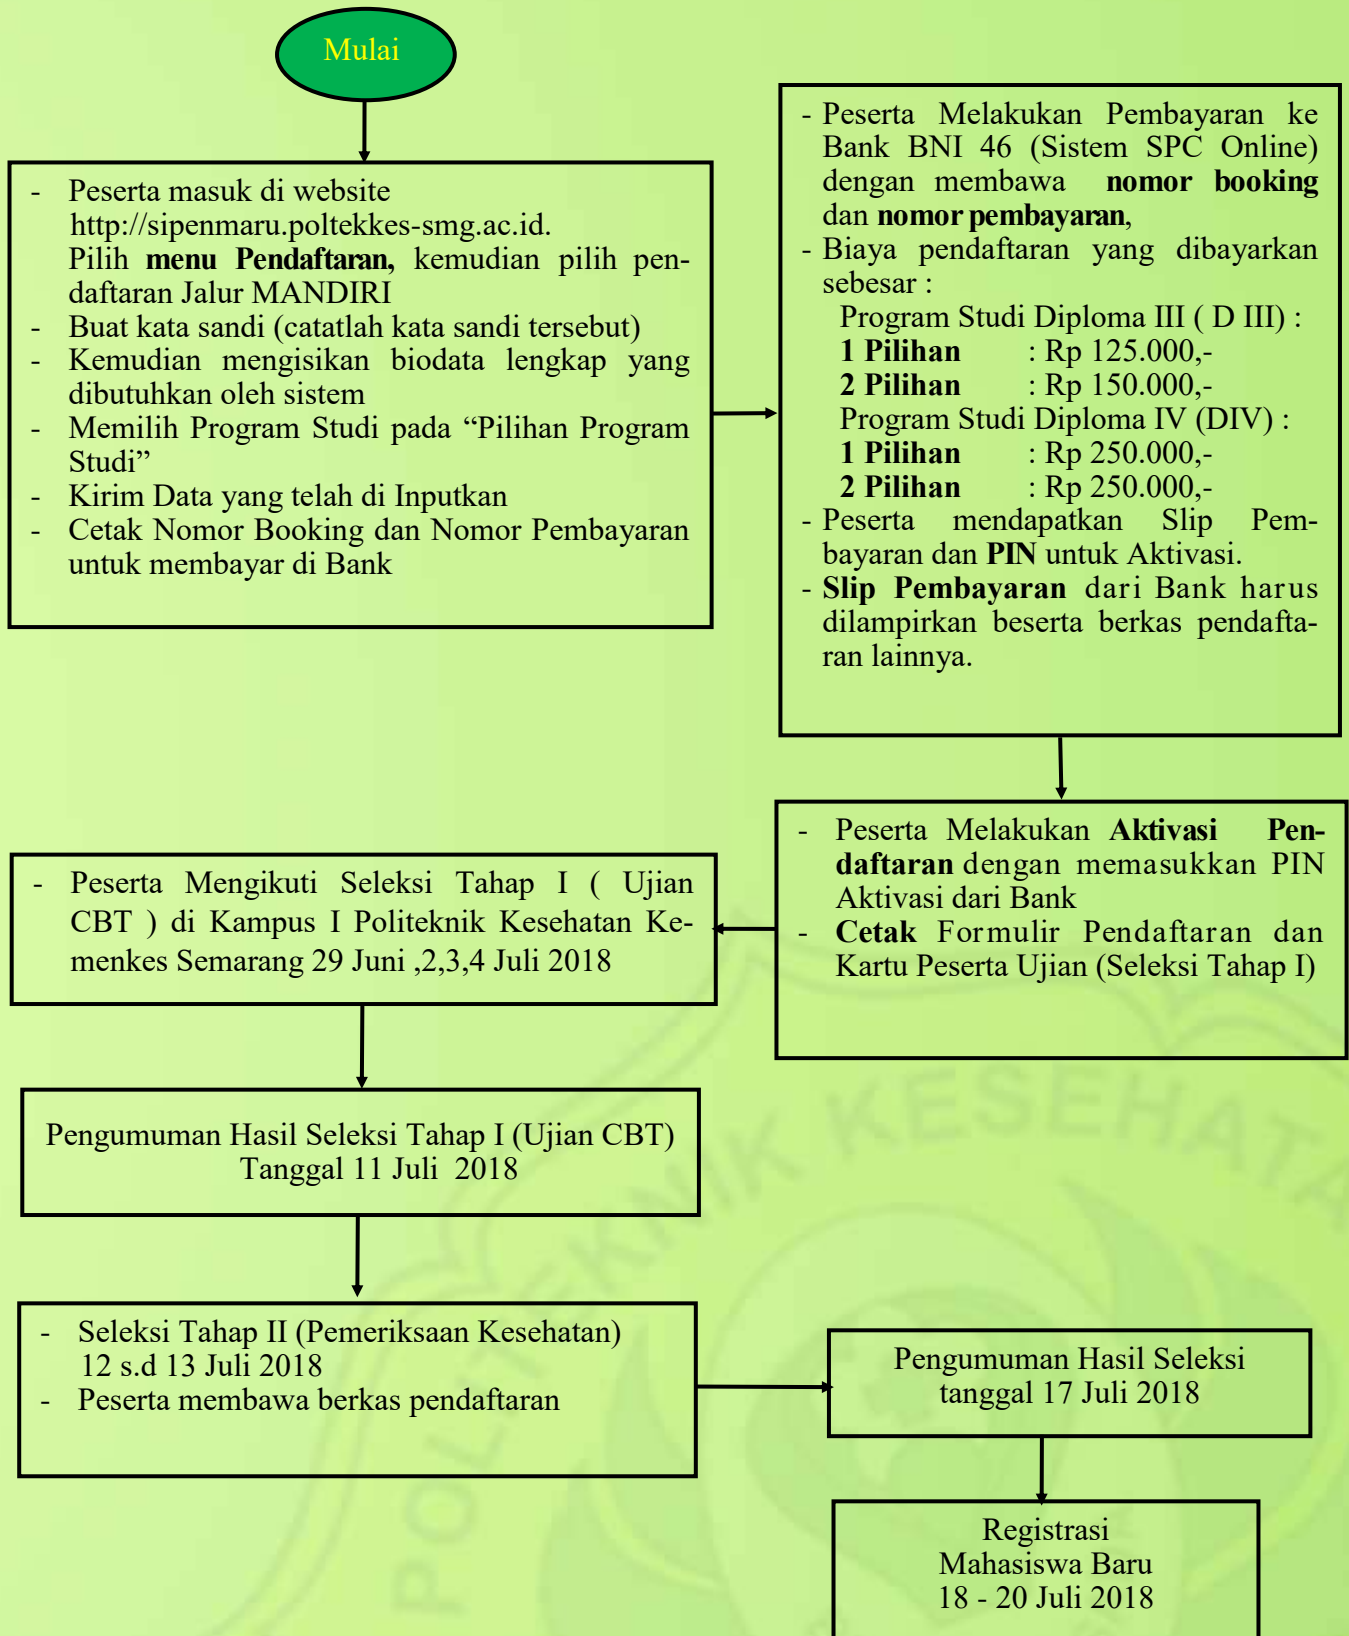 Mulai
- Peserta masuk di website
http://sipenmaru.poltekkes-smg.ac.id.
Pilih menu Pendaftaran, kemudian pilih pen-
daftaran Jalur MANDIRI
- Buat kata sandi (catatlah kata sandi tersebut)
- Kemudian mengisikan biodata lengkap yang
dibutuhkan oleh sistem
- Memilih Program Studi pada “Pilihan Program
Studi”
- Kirim Data yang telah di Inputkan
- Cetak Nomor Booking dan Nomor Pembayaran
untuk membayar di Bank
- Peserta Melakukan Pembayaran ke
Bank BNI 46 (Sistem SPC Online)
dengan membawa nomor booking
dan nomor pembayaran,
- Biaya pendaftaran yang dibayarkan
sebesar :
Program Studi Diploma III ( D III) :
1 Pilihan : Rp 125.000,-
2 Pilihan : Rp 150.000,-
Program Studi Diploma IV (DIV) :
1 Pilihan : Rp 250.000,-
2 Pilihan : Rp 250.000,-
- Peserta mendapatkan Slip Pem-
bayaran dan PIN untuk Aktivasi.
- Slip Pembayaran dari Bank harus
dilampirkan beserta berkas pendafta-
ran lainnya.
- Peserta Melakukan Aktivasi Pen-
daftaran dengan memasukkan PIN
Aktivasi dari Bank
- Cetak Formulir Pendaftaran dan
Kartu Peserta Ujian (Seleksi Tahap I)
- Peserta Mengikuti Seleksi Tahap I ( Ujian
CBT ) di Kampus I Politeknik Kesehatan Ke-
menkes Semarang 29 Juni ,2,3,4 Juli 2018
Pengumuman Hasil Seleksi Tahap I (Ujian CBT)
Tanggal 11 Juli 2018
- Seleksi Tahap II (Pemeriksaan Kesehatan)
12 s.d 13 Juli 2018
- Peserta membawa berkas pendaftaran
Pengumuman Hasil Seleksi
tanggal 17 Juli 2018
Registrasi
Mahasiswa Baru
18 - 20 Juli 2018
POLITEKNIK KESEHATA